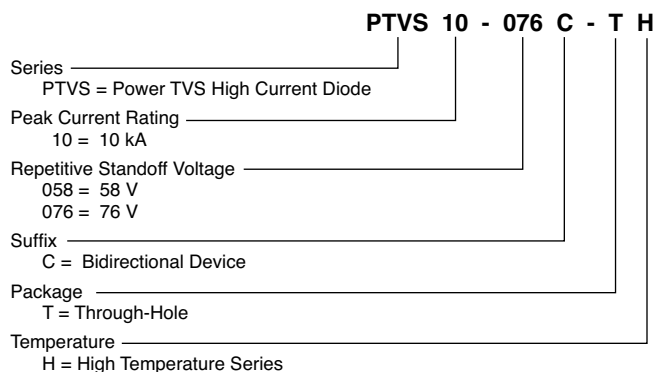 PTVS 10 - 076 C - T H
Series
PTVS = Power TVS High Current Diode
Peak Current Rating
10 = 10 kA
Repetitive Standoff Voltage
058 = 58 V
076 = 76 V
Suffix
C = Bidirectional Device
Package
T = Through-Hole
Temperature
H = High Temperature Series